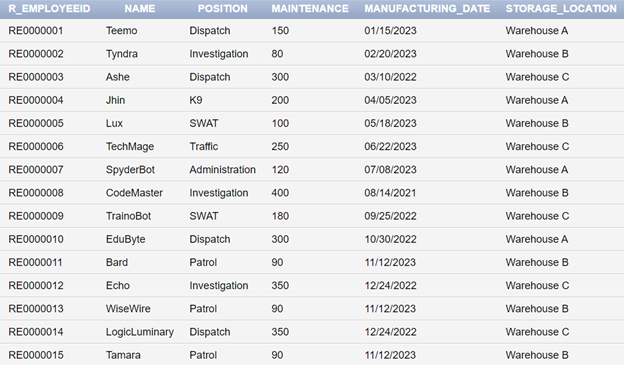 R_EMPLOYEEID NAME POSITION MAINTENANCE MANUFACTURING_DATE STORAGE_LOCATION
RE0000001 Teemo Dispatch 150 01/15/2023 Warehouse A
RE0000002 Tyndra Investigation 80 02/20/2023 Warehouse B
RE0000003 Ashe Dispatch 300 03/10/2022 Warehouse C
RE0000004 Jhin K9 200 04/05/2023 Warehouse A
RE0000005 Lux SWAT 100 05/18/2023 Warehouse B
RE0000006 TechMage Traffic 250 06/22/2023 Warehouse C
RE0000007 SpyderBot Administration 120 07/08/2023 Warehouse A
RE0000008 CodeMaster Investigation 400 08/14/2021 Warehouse B
RE0000009 TrainoBot SWAT 180 09/25/2022 Warehouse C
RE0000010 EduByte Dispatch 300 10/30/2022 Warehouse A
RE0000011 Bard Patrol 90 11/12/2023 Warehouse B
RE0000012 Echo Investigation 350 12/24/2022 Warehouse C
RE0000013 WiseWire Patrol 90 11/12/2023 Warehouse B
RE0000014 LogicLuminary Dispatch 350 12/24/2022 Warehouse C
RE0000015 Tamara Patrol 90 11/12/2023 Warehouse B